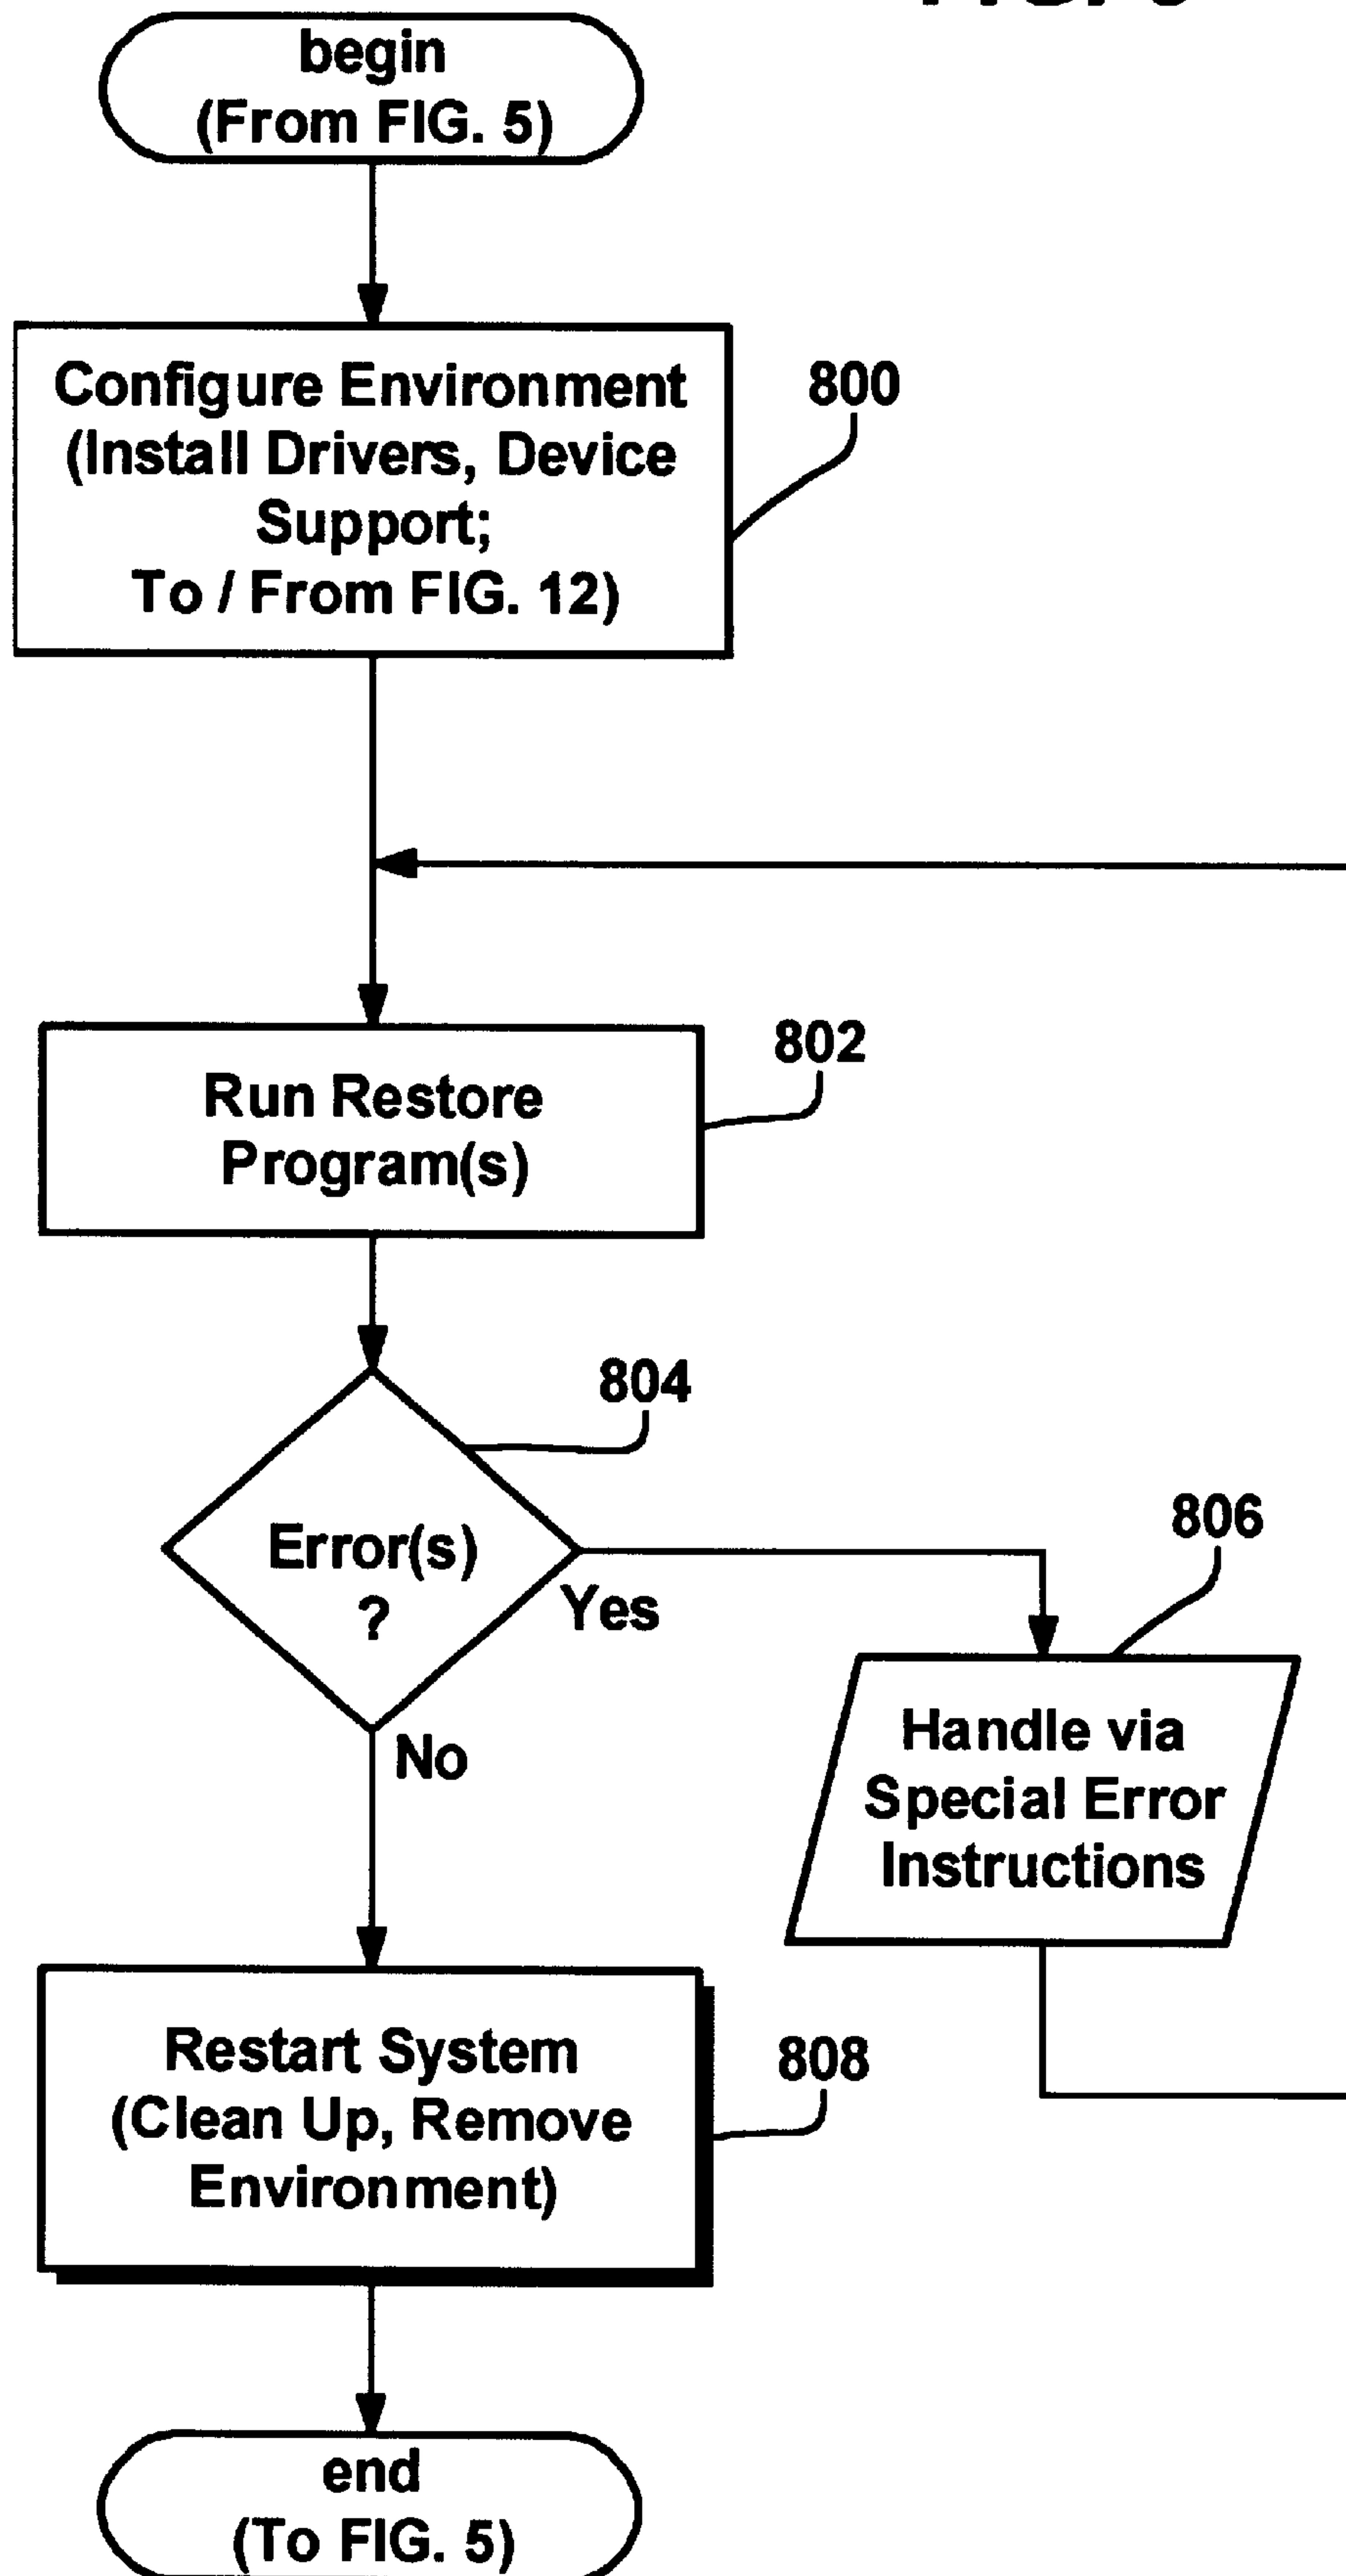 begin
(From FIG. 5)
Configure Environment
(Install Drivers, Device
Support;
To / From FIG. 12)
800
Run Restore
Program(s)
802
804
Error(s)
?
Yes
No
806
Handle via
Special Error
Instructions
Restart System
(Clean Up, Remove
Environment)
808
end
(To FIG. 5)